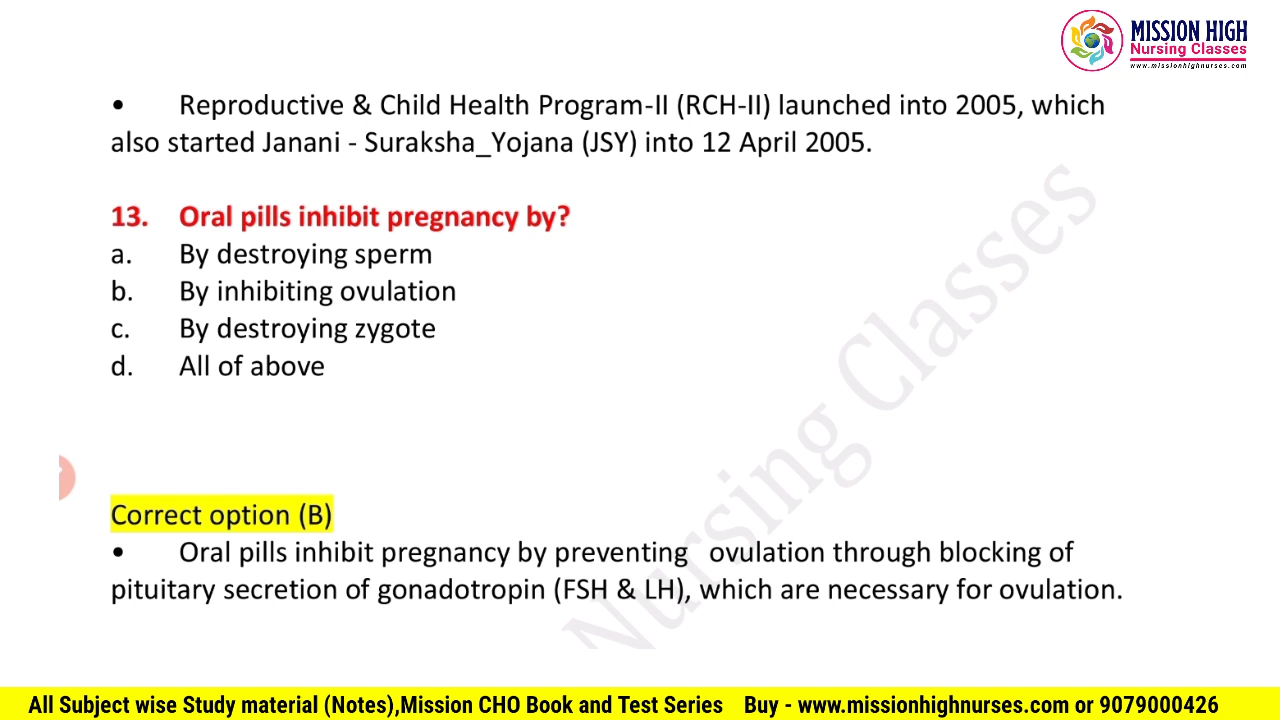 MISSION HIGH
Nursing Classes
www.missionhighnurses.com
• Reproductive & Child Health Program-II (RCH-II) launched into 2005, which
also started Janani - Suraksha_Yojana (JSY) into 12 April 2005.
13. Oral pills inhibit pregnancy by?
a. By destroying sperm
b. By inhibiting ovulation
c. By destroying zygote
d. All of above
Correct option (B)
• Oral pills inhibit pregnancy by preventing ovulation through blocking of
pituitary secretion of gonadotropin (FSH & LH), which are necessary for ovulation.
Nursing Classes
All Subject wise Study material (Notes),Mission CHO Book and Test Series Buy - www.missionhighnurses.com or 9079000426